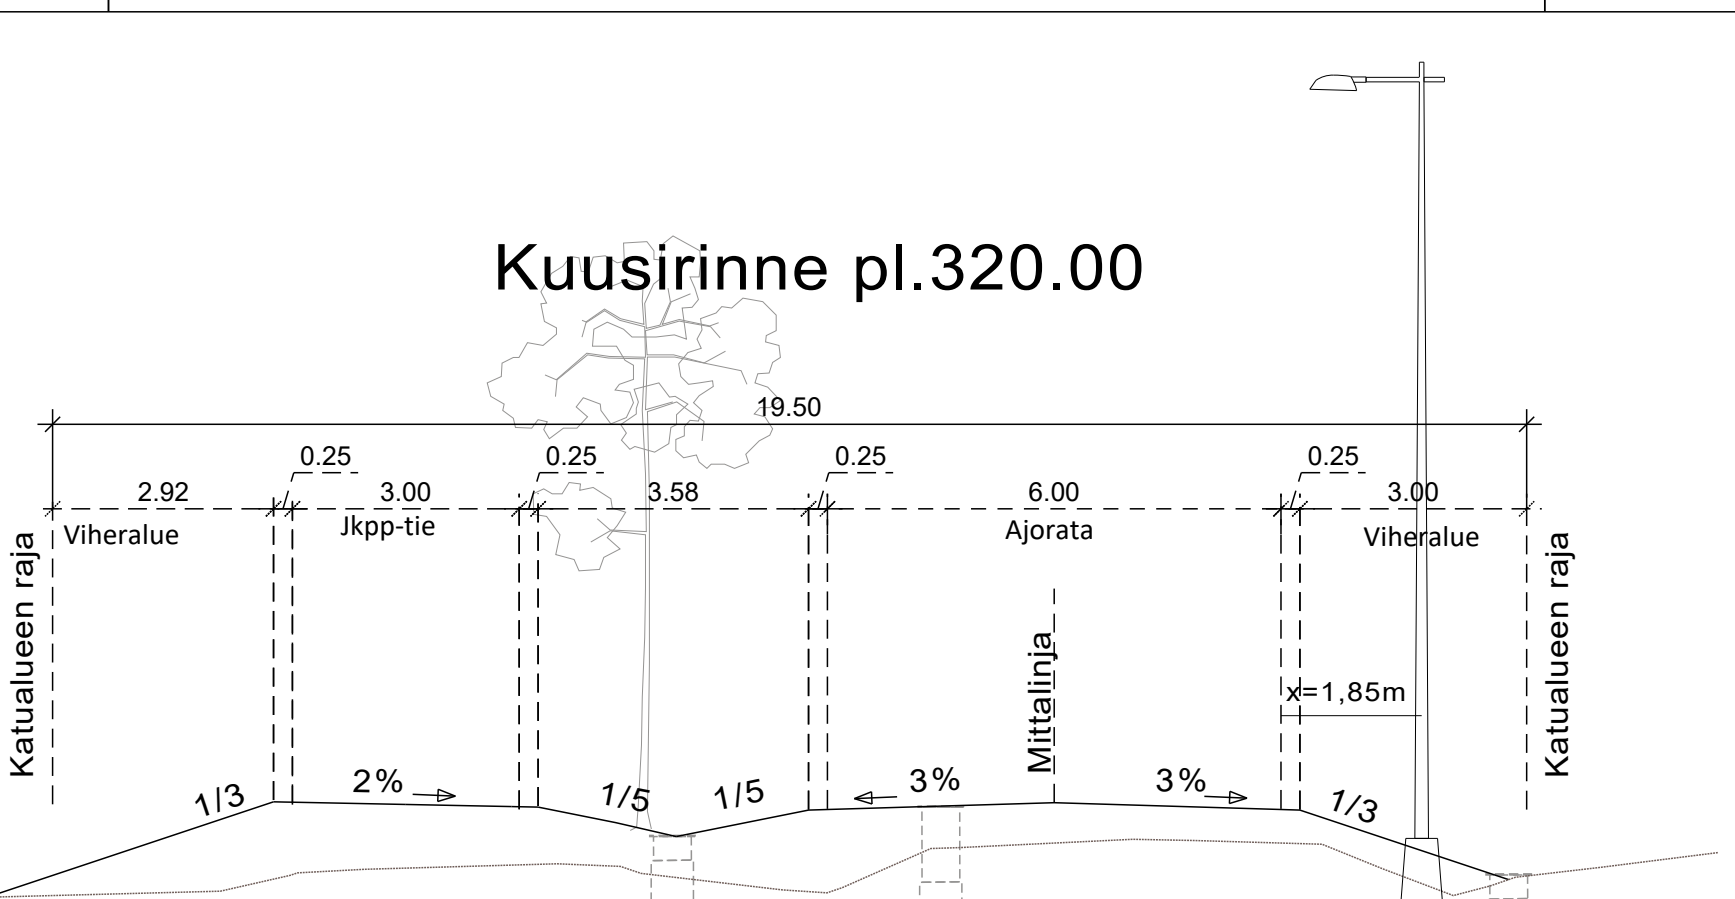 Kuusirinne pl.320.00
19.50
0.25 0.25 0.25 0.25
2.92 3.00 3.58 6.00 3.00
Viheralue Jkpp-tie Ajorata Viheralue
Katualueen raja
Mittalinja
Katualueen raja
x=1,85m
1/3 2% 1/5 1/5 3% 3% 1/3